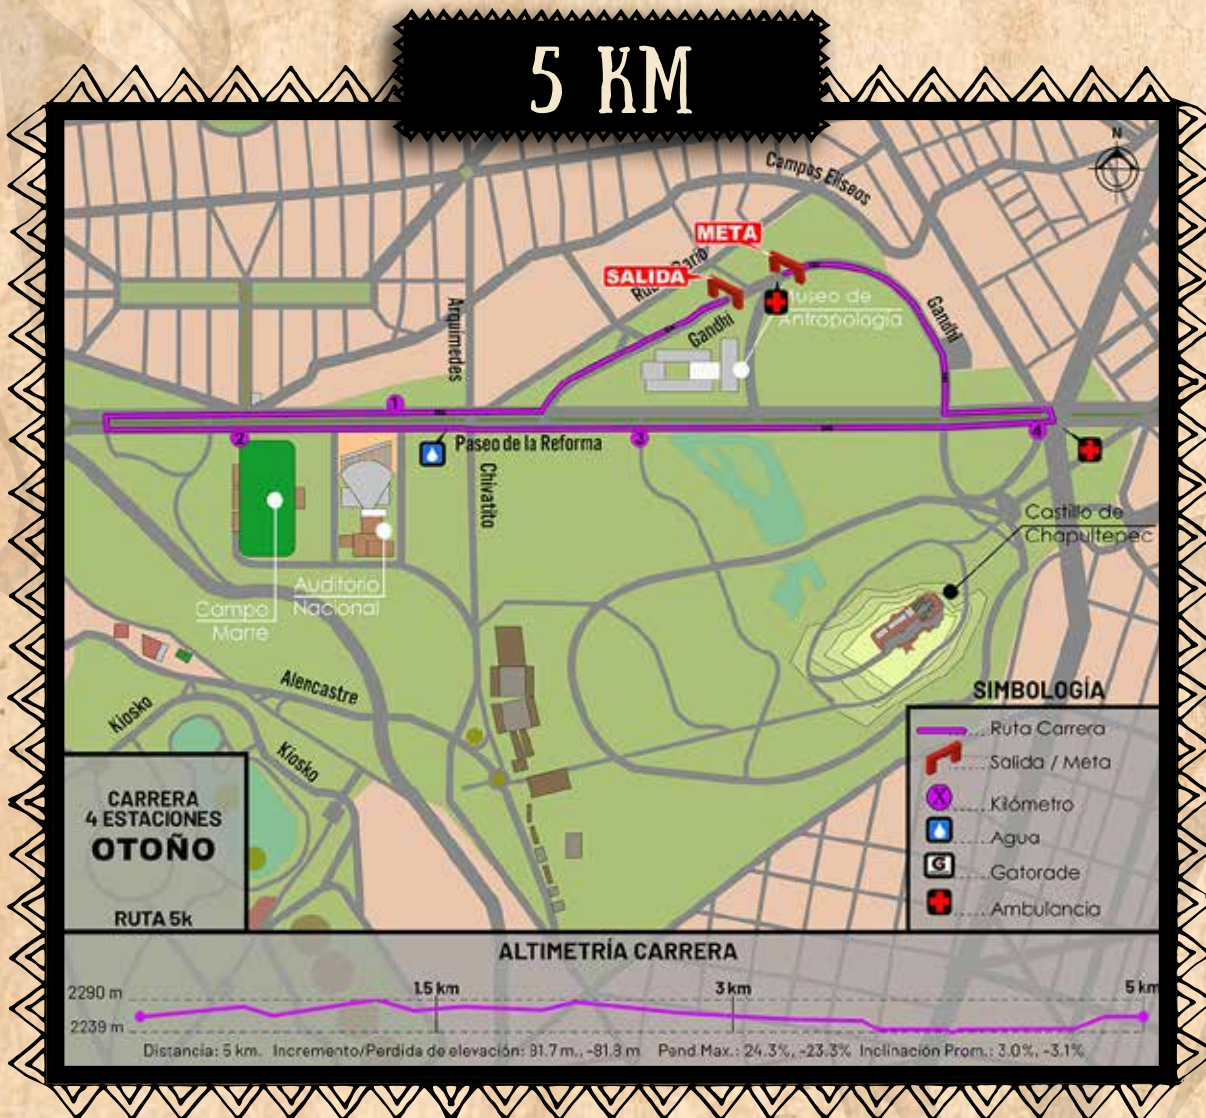 5 KM
N
Campos Elíseos
META
SALIDA
Gandhi
Museo de
Antropología
Gandhi
Arquimedes
1
2
3
4
Paseo de la Reforma
Chivatito
Castillo de
Chapultepec
Auditorio
Nacional
Campo
Marte
Alencastre
Kiosko
Kiosko
SIMBOLOGÍA
Ruta Carrera
Salida / Meta
X Kilómetro
Agua
G Gatorade
Ambulancia
CARRERA
4 ESTACIONES
OTOÑO
RUTA 5k
ALTIMETRÍA CARRERA
2290 m
1.5 km
3 km
5 km
2239 m
Distancia: 5 km. Incremento/Perdida de elevación: 81.7 m., -81.8 m Pend.Max.: 24.3%, -23.3% Inclinación Prom.: 3.0%, -3.1%